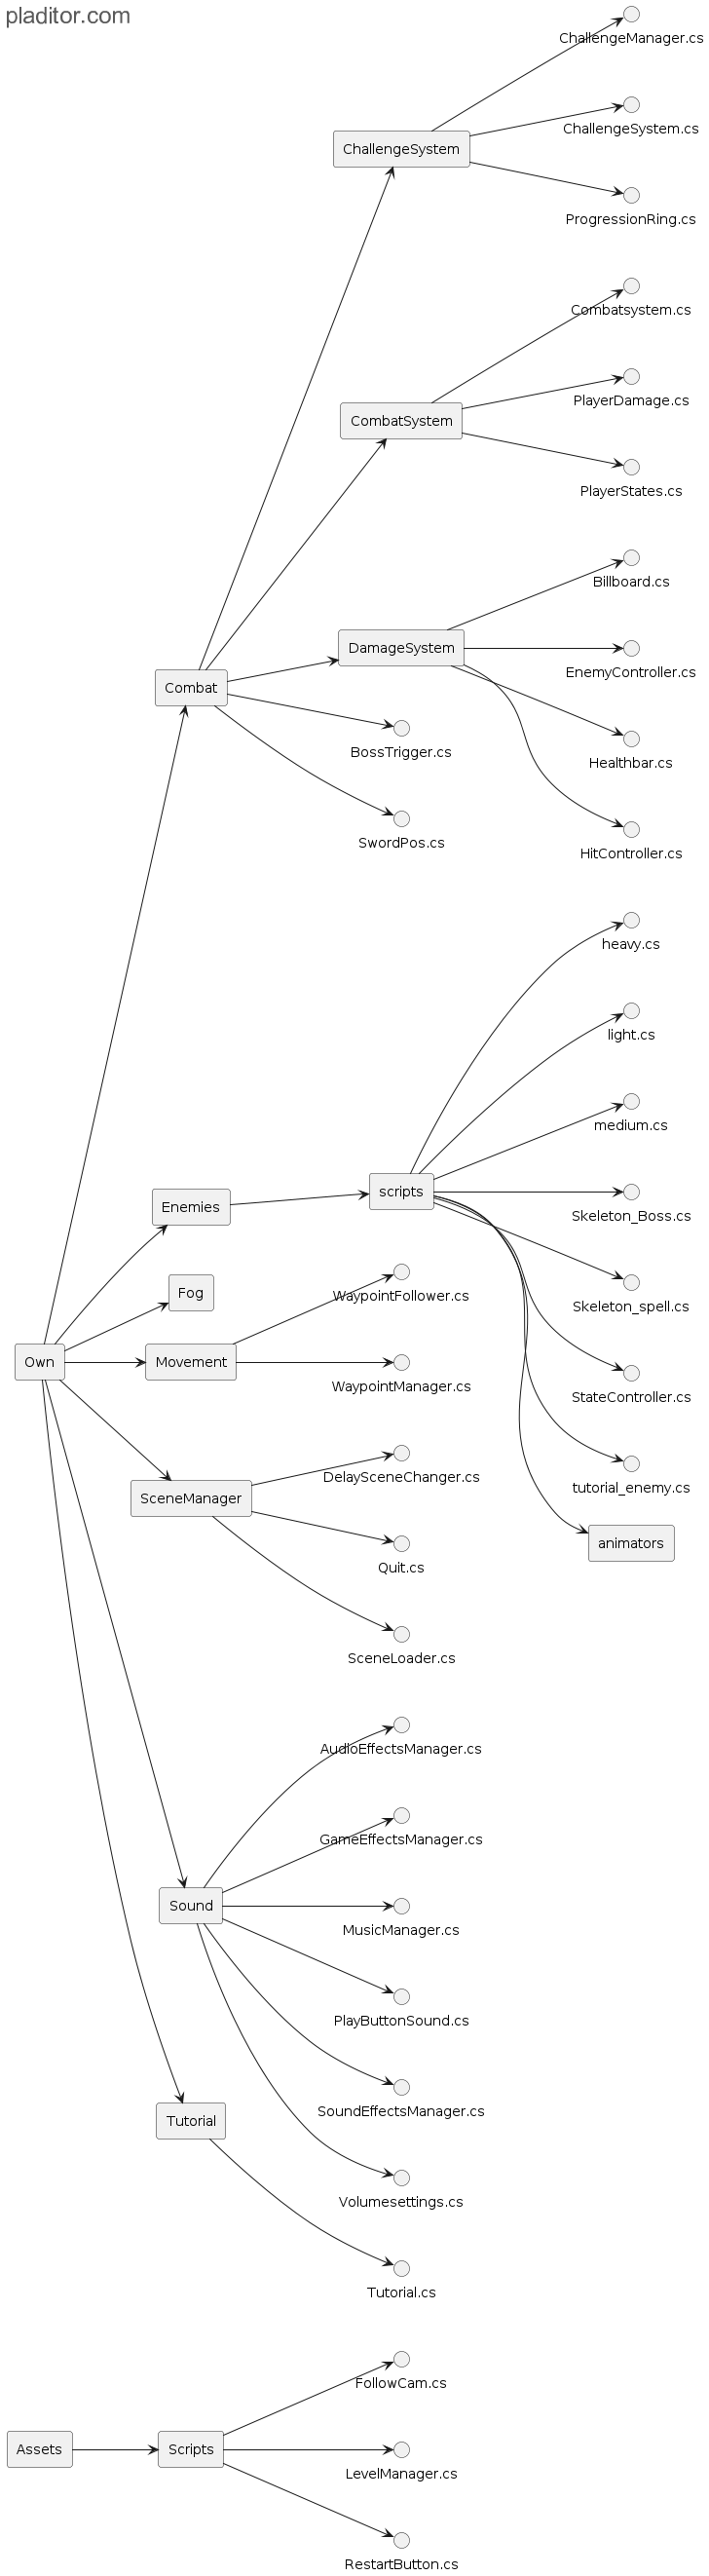 pladitor.com
ChallengeManager.cs
ChallengeSystem.cs
ChallengeSystem
ProgressionRing.cs
Combatsystem.cs
PlayerDamage.cs
CombatSystem
PlayerStates.cs
Billboard.cs
DamageSystem
EnemyController.cs
Combat
BossTrigger.cs
Healthbar.cs
SwordPos.cs
HitController.cs
heavy.cs
light.cs
medium.cs
scripts
Enemies
Skeleton_Boss.cs
Fog
WaypointFollower.cs
Skeleton_spell.cs
Own
Movement
WaypointManager.cs
StateController.cs
DelaySceneChanger.cs
tutorial_enemy.cs
SceneManager
animators
Quit.cs
SceneLoader.cs
AudioEffectsManager.cs
GameEffectsManager.cs
Sound
MusicManager.cs
PlayButtonSound.cs
SoundEffectsManager.cs
Tutorial
Volumesettings.cs
Tutorial.cs
FollowCam.cs
Assets
Scripts
LevelManager.cs
RestartButton.cs